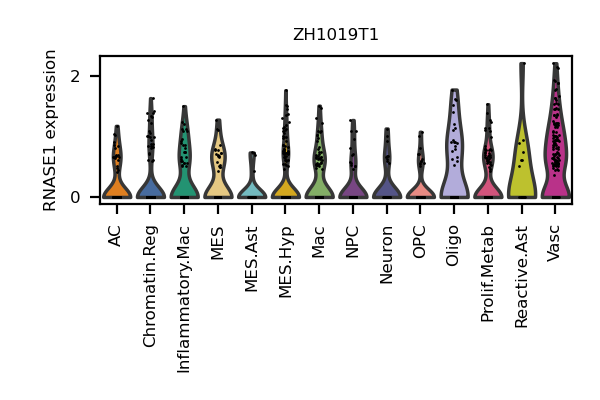 ZH1019T1
RNASE1 expression
2
0
AC
Chromatin.Reg
Inflammatory.Mac
MES
MES.Ast
MES.Hyp
Mac
NPC
Neuron
OPC
Oligo
Prolif.Metab
Reactive.Ast
Vasc